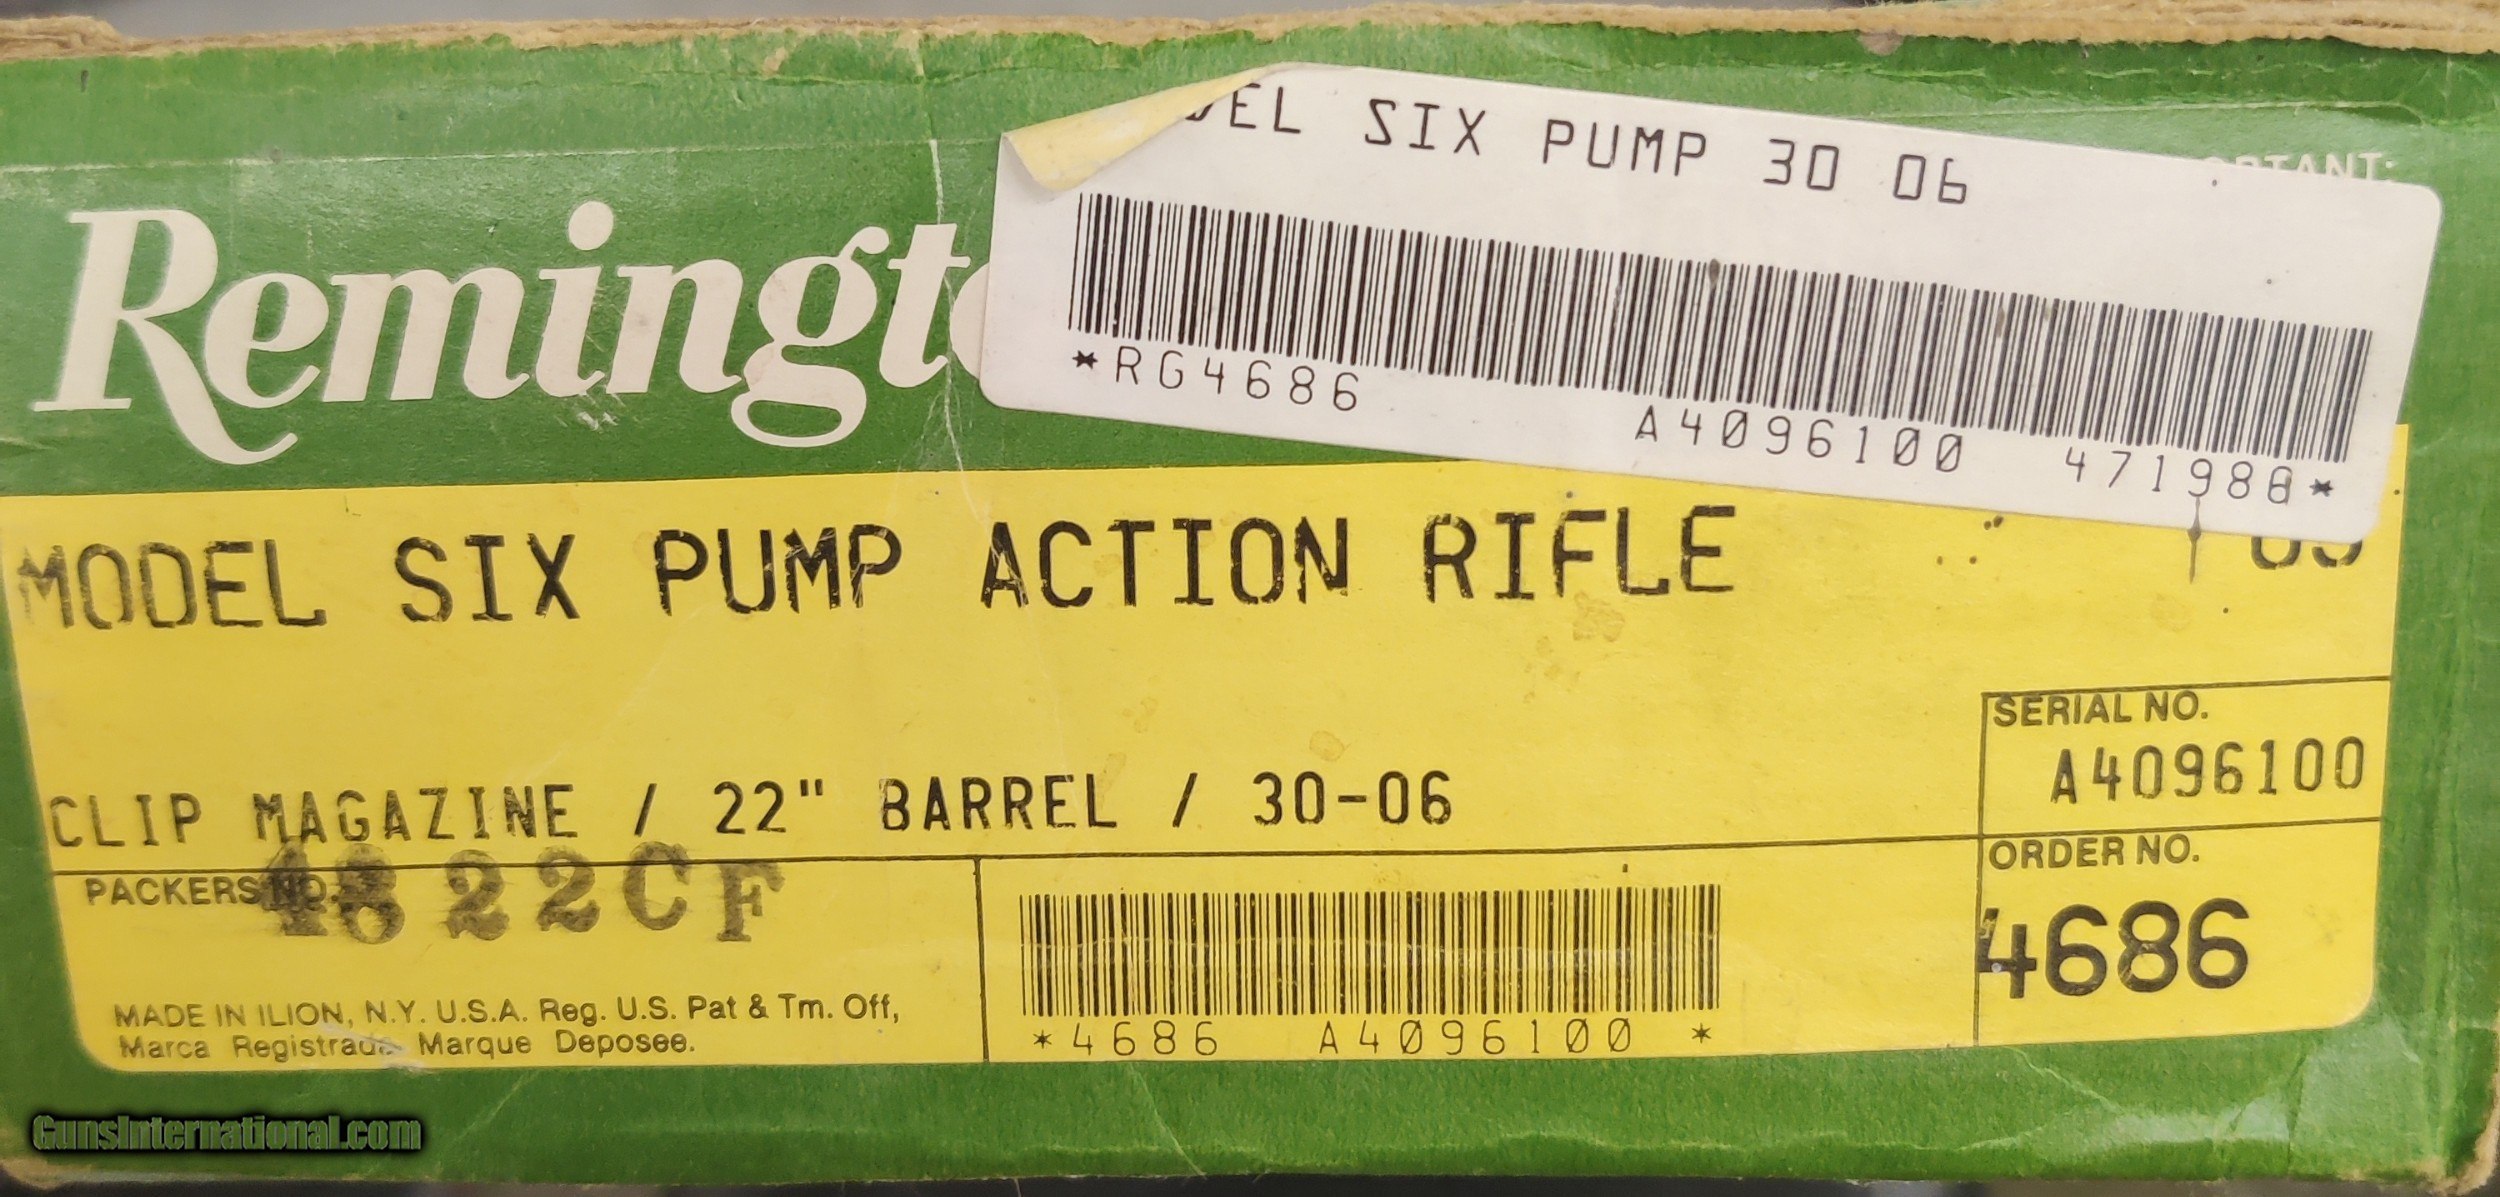 MODEL SIX PUMP 30 06
*RG4686 A4096100 471988*
MODEL SIX PUMP ACTION RIFLE
CLIP MAGAZINE / 22" BARREL / 30-06
SERIAL NO.
A4096100
PACKERS NO.
22CF
ORDER NO.
4686
*4686 A4096100 *
MADE IN ILION, N.Y. U.S.A. Reg. U.S. Pat & Tm. Off,
Marca Registrada Marque Deposee.
GunsInternational.com